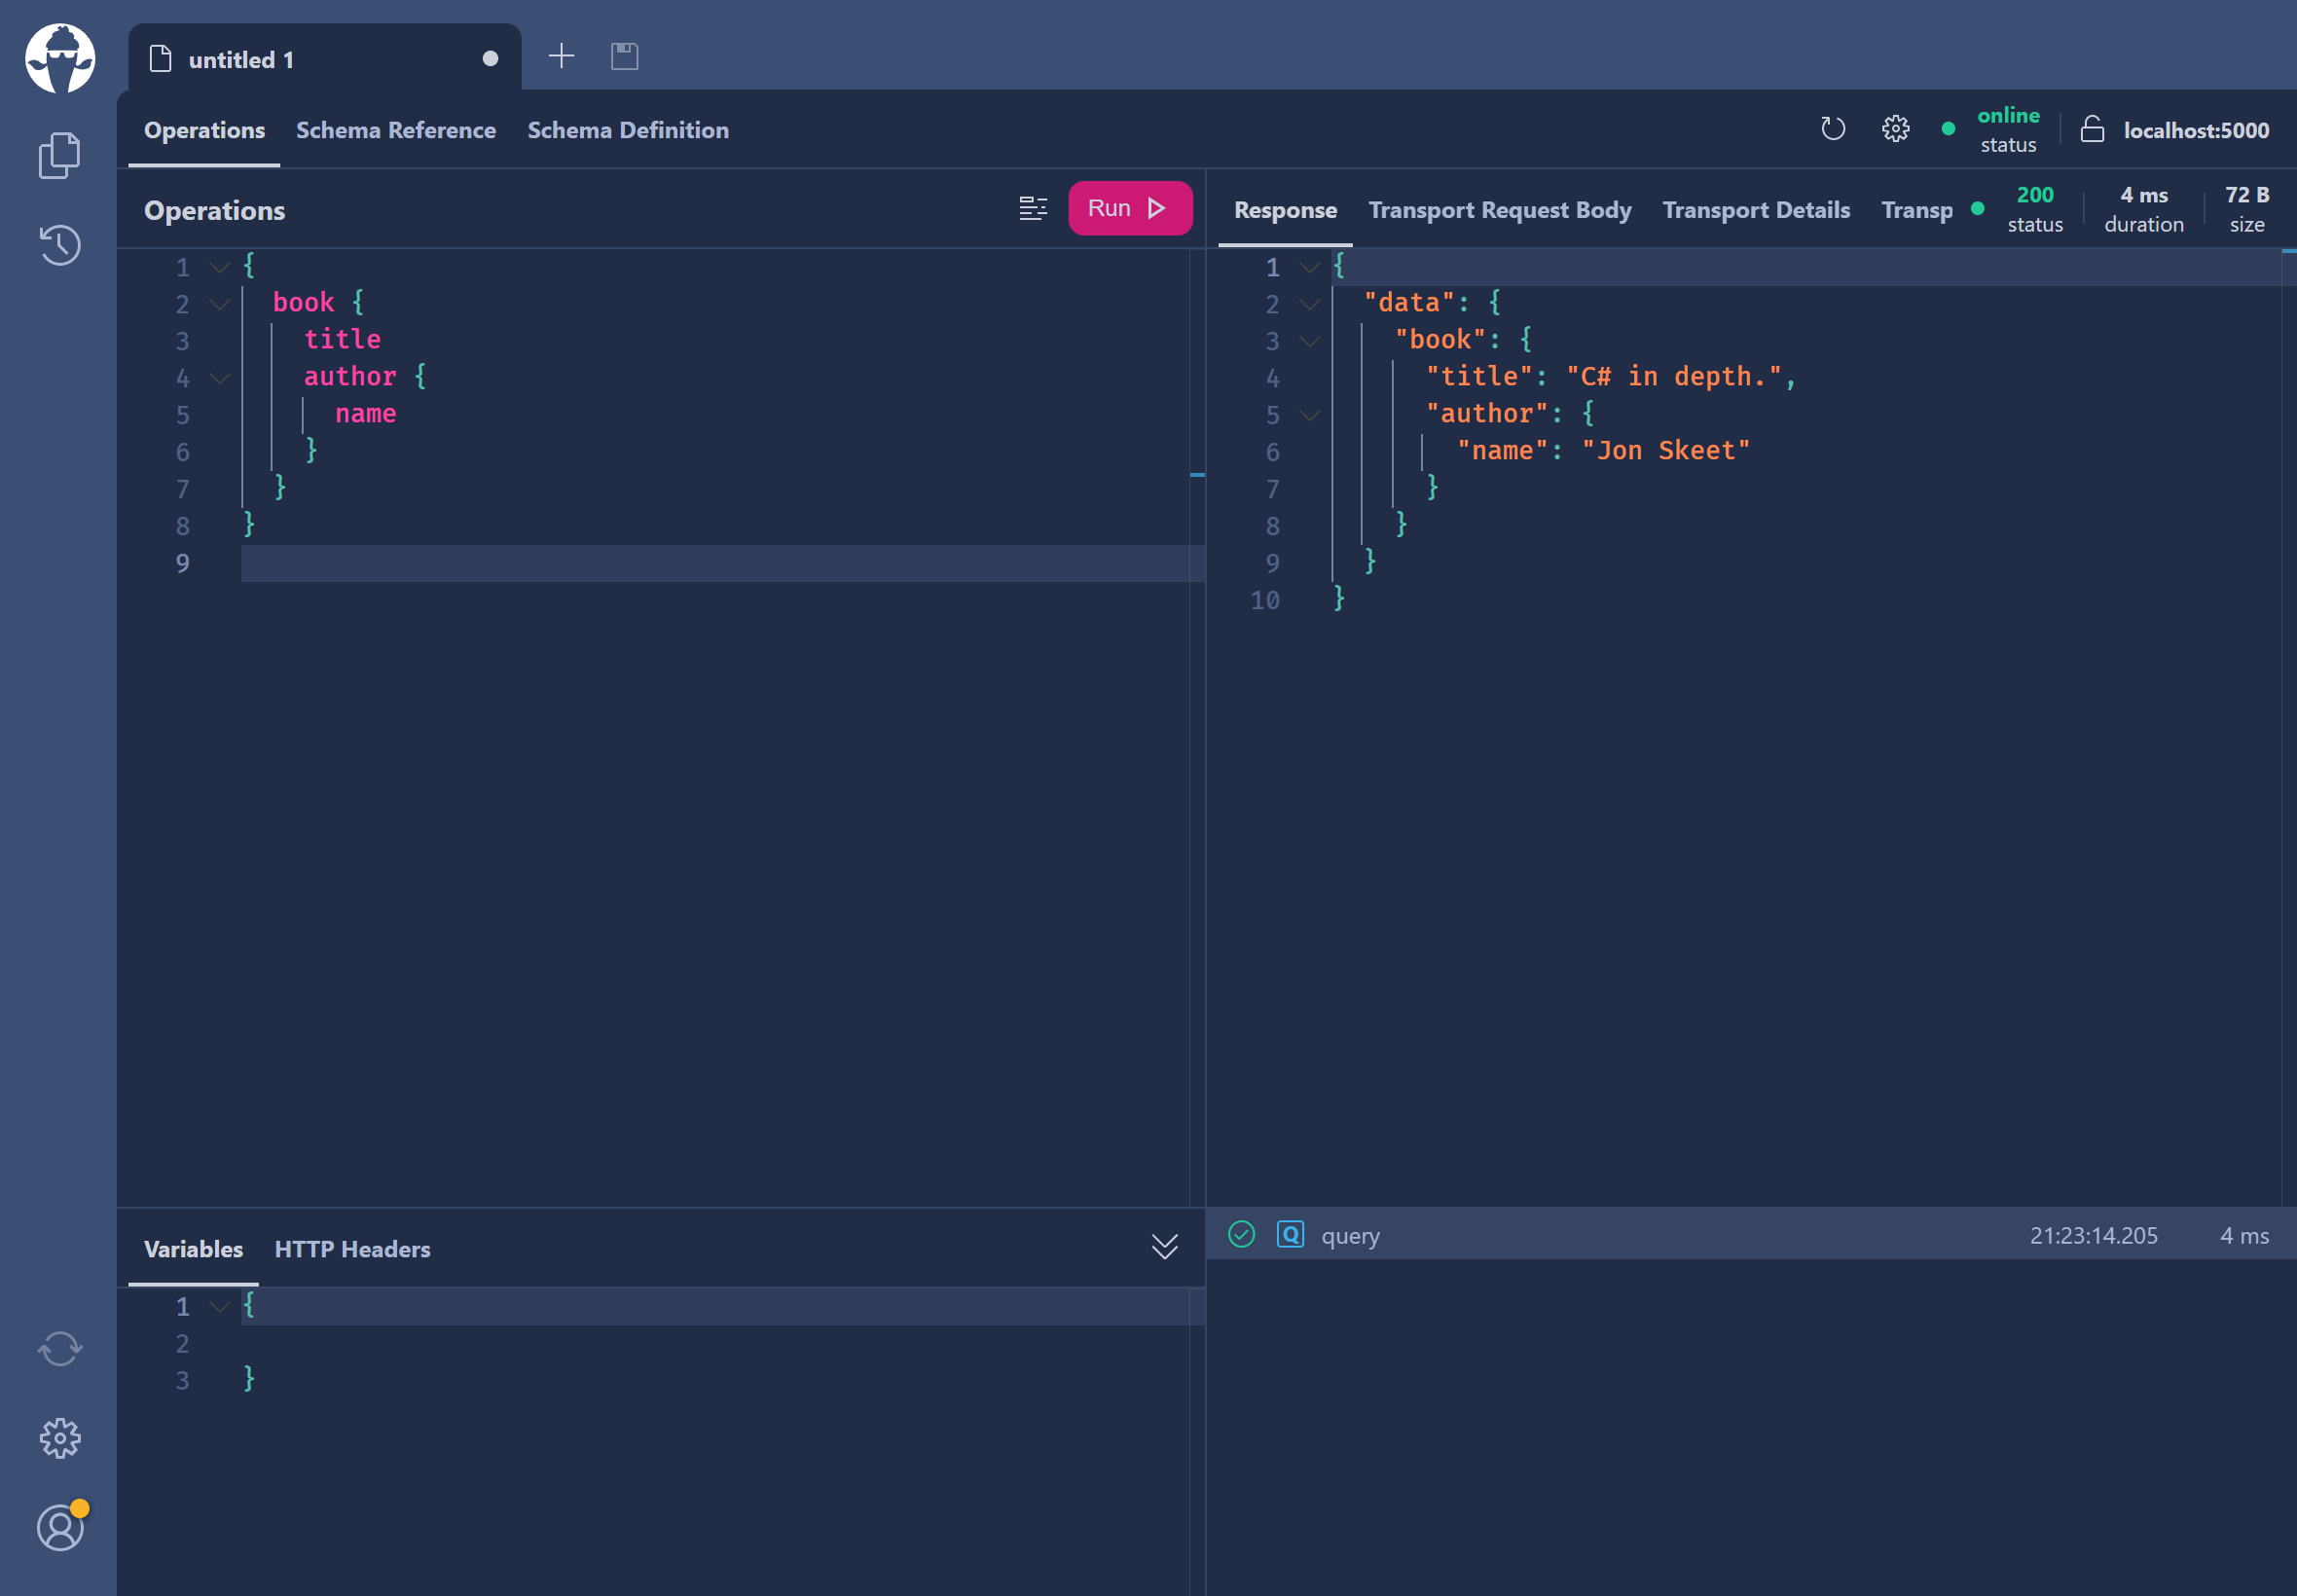 untitled 1
Operations Schema Reference Schema Definition
online
status
localhost:5000
Operations
Run
1 {
2 book {
3 title
4 author {
5 name
6 }
7 }
8 }
9
Response Transport Request Body Transport Details Transp
200
status
4 ms
duration
72 B
size
1 {
2 "data": {
3 "book": {
4 "title": "C# in depth.",
5 "author": {
6 "name": "Jon Skeet"
7 }
8 }
9 }
10 }
Variables HTTP Headers
1 {
2
3 }
Q query 21:23:14.205 4 ms